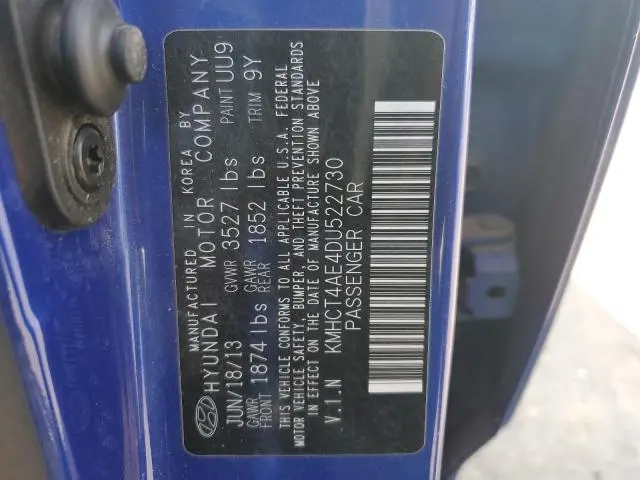 MANUFACTURED IN KOREA BY
HYUNDAI MOTOR COMPANY
JUN/18/13 GVWR 3527 lbs PAINT UU9
GAWR FRONT 1874 lbs GAWR REAR 1852 lbs TRIM 9Y
THIS VEHICLE CONFORMS TO ALL APPLICABLE U.S.A. FEDERAL
MOTOR VEHICLE SAFETY, BUMPER, AND THEFT PREVENTION STANDARDS
IN EFFECT ON THE DATE OF MANUFACTURE SHOWN ABOVE
V.I.N KMHCT4AE4DU522730
PASSENGER CAR